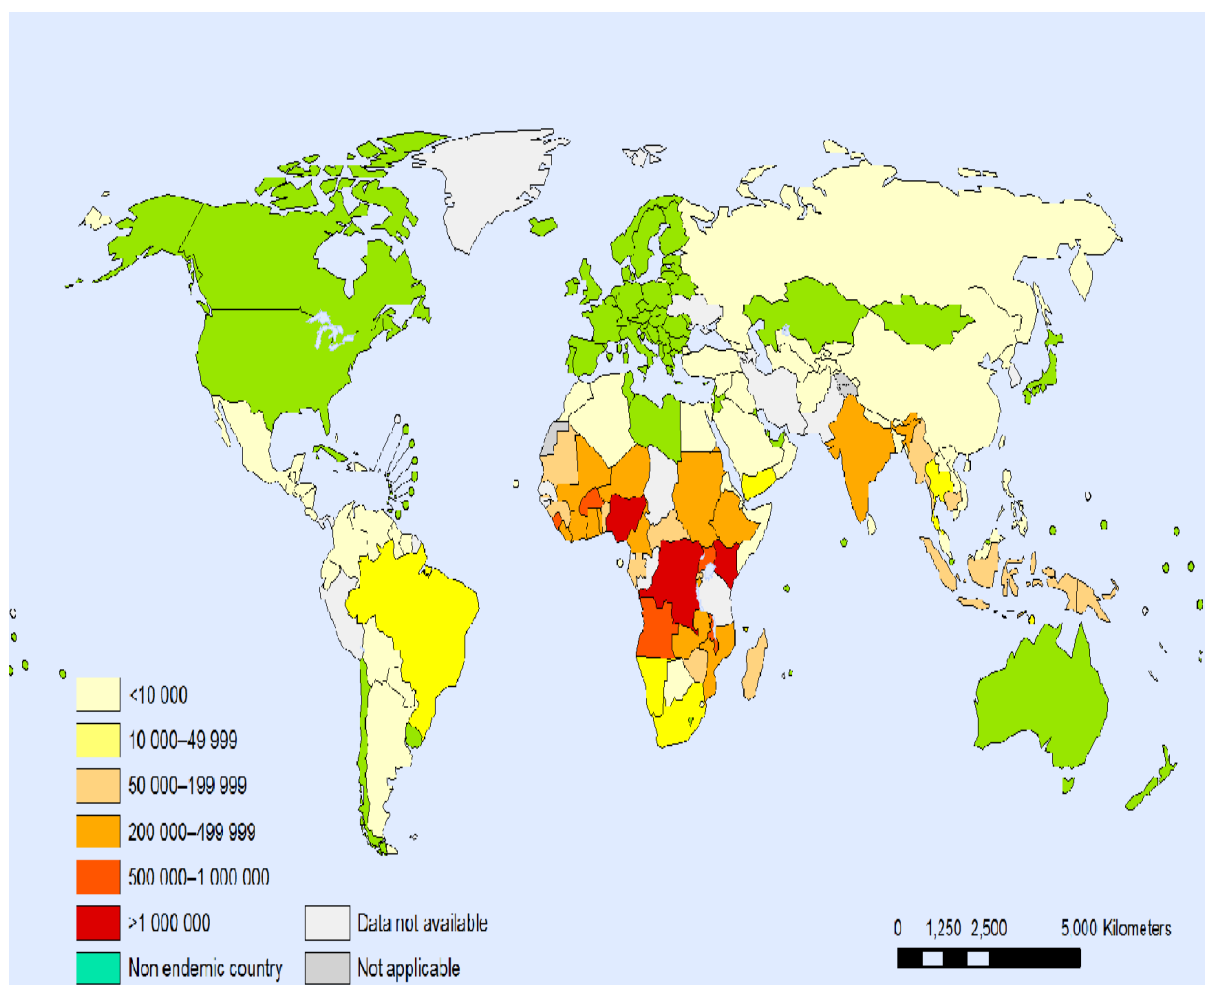 <10 000
10 000–49 999
50 000–199 999
200 000–499 999
500 000–1 000 000
>1 000 000
Non endemic country
Data not available
Not applicable
0 1,250 2,500 5 000 Kilometers